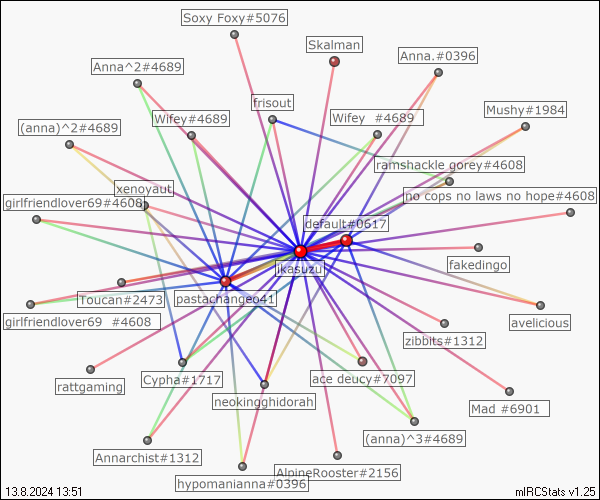 Soxy Foxy#5076
Skalman
Anna.#0396
Anna^2#4689
frisout
Mushy#1984
Wifey#4689
Wifey  #4689
(anna)^2#4689
ramshackle gorey#4608
xenoyaut
no cops no laws no hope#4608
girlfriendlover69#4608
default#0617
jkasuzu
fakedingo
Toucan#2473
pastachangeo41
girlfriendlover69  #4608
avelicious
zibbits#1312
rattgaming
Cypha#1717
ace deucy#7097
neokingghidorah
Mad #6901
(anna)^3#4689
Annarchist#1312
AlpineRooster#2156
hypomanianna#0396
13.8.2024 13:51
mIRCStats v1.25